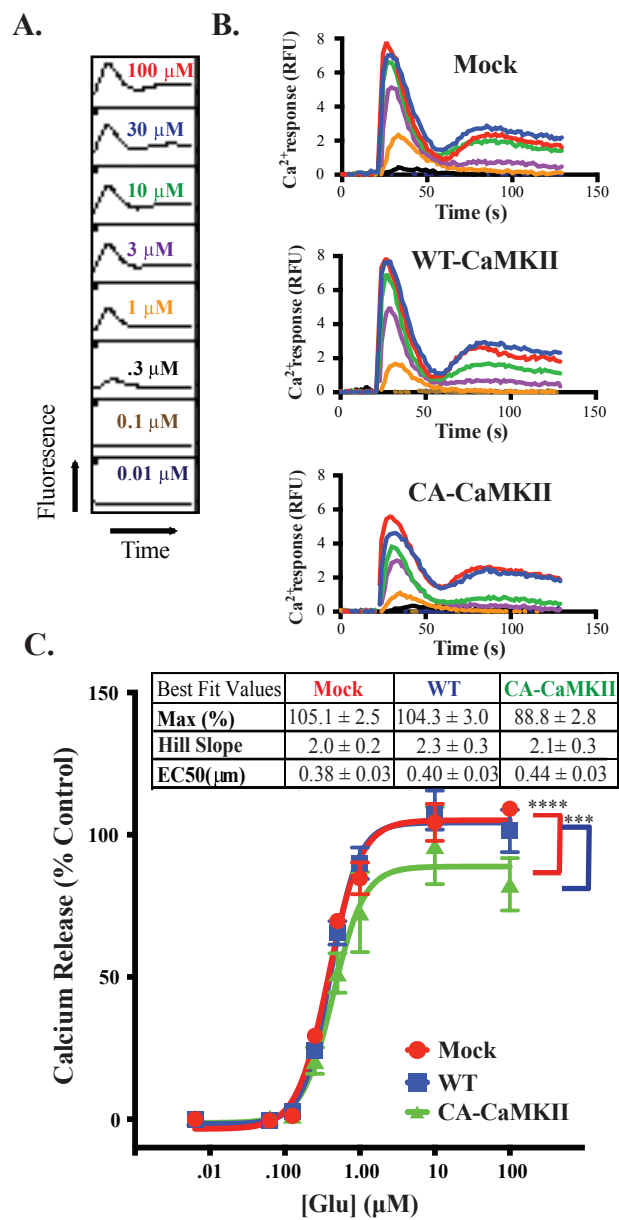 A.
100 µM
30 µM
10 µM
3 µM
1 µM
.3 µM
0.1 µM
0.01 µM
Fluoresence
Time
B.
Mock
Ca2+response (RFU)
8
6
4
2
0
0 50 100 150
Time (s)
WT-CaMKII
Ca2+response (RFU)
8
6
4
2
0
0 50 100 150
Time (s)
CA-CaMKII
Ca2+response (RFU)
8
6
4
2
0
0 50 100 150
Time (s)
C.
Best Fit Values Mock WT CA-CaMKII
Max (%) 105.1 ± 2.5 104.3 ± 3.0 88.8 ± 2.8
Hill Slope 2.0 ± 0.2 2.3 ± 0.3 2.1± 0.3
EC50(µm) 0.38 ± 0.03 0.40 ± 0.03 0.44 ± 0.03
**** ***
Calcium Release (% Control)
150
100
50
0
Mock
WT
CA-CaMKII
.01 .100 1.00 10 100
[Glu] (µM)